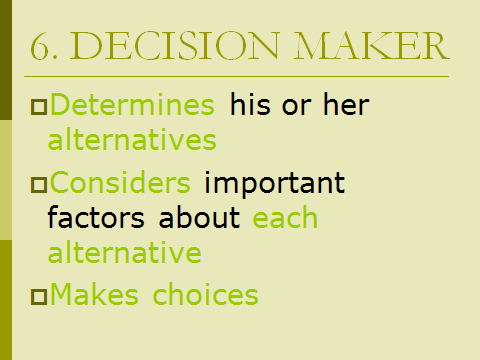 6. DECISION MAKER
Determines his or her
alternatives
Considers important
factors about each
alternative
Makes choices